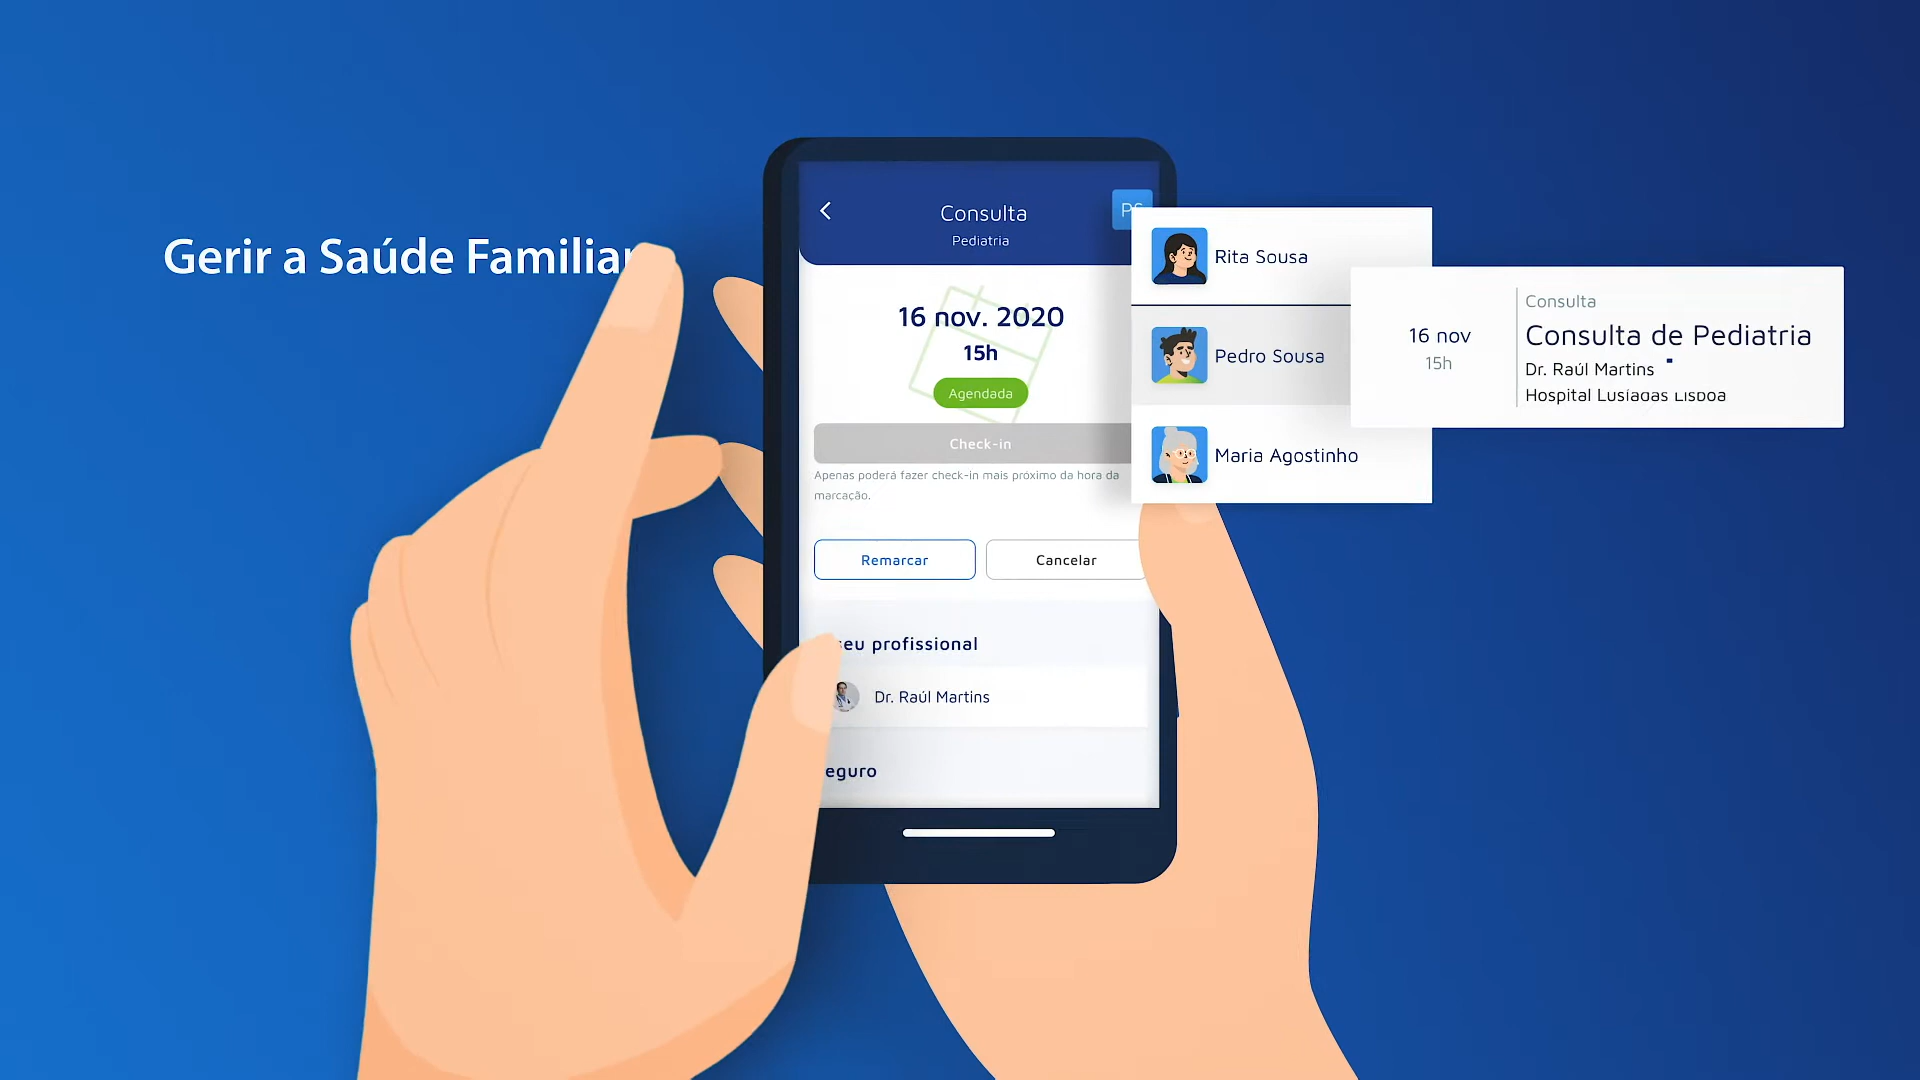 Gerir a Saúde Familiar
Consulta
Pediatria
16 nov. 2020
15h
Agendada
Check-in
Apenas poderá fazer check-in mais próximo da hora da
marcação.
Remarcar
Cancelar
seu profissional
Dr. Raúl Martins
eguro
Rita Sousa
Pedro Sousa
Maria Agostinho
16 nov
15h
Consulta
Consulta de Pediatria
Dr. Raúl Martins
Hospital Lusíadas Lisboa